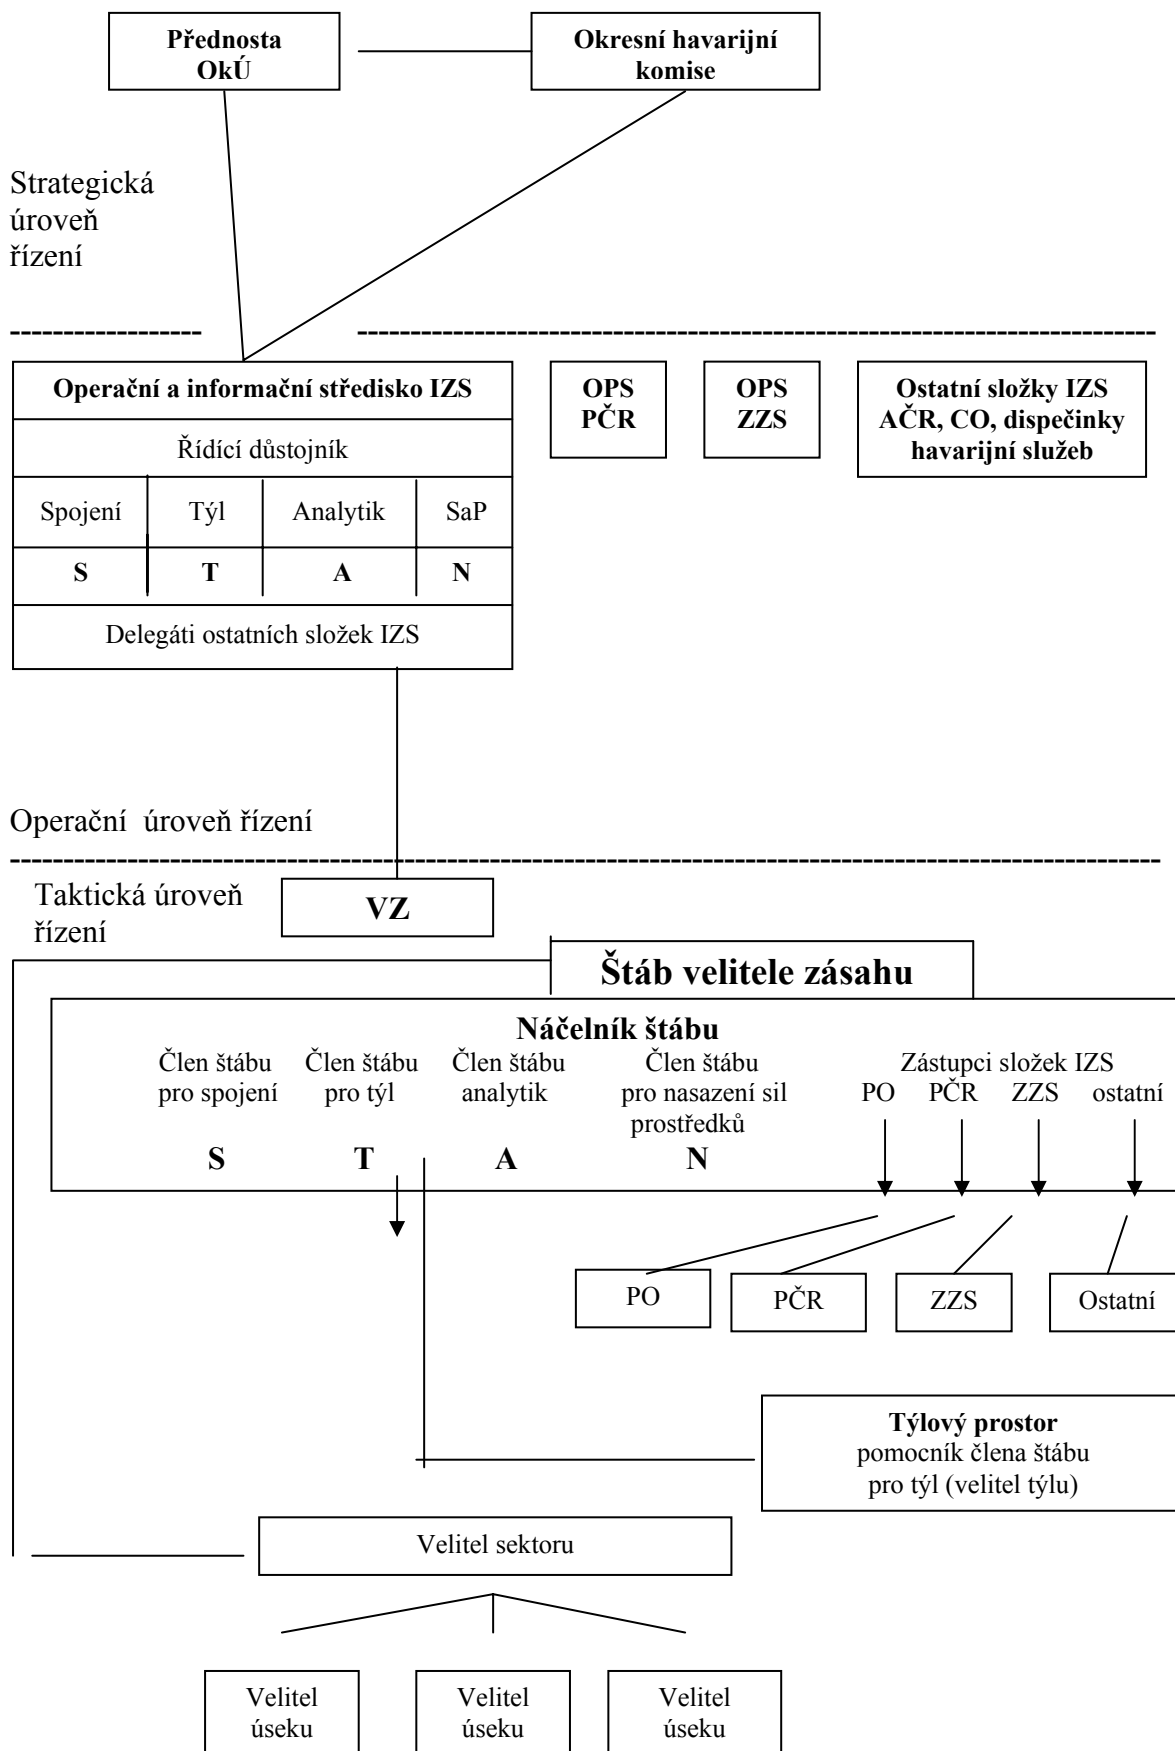 Přednosta
OkÚ
Okresní havarijní
komise
Strategická
úroveň
řízení
Operační a informační středisko IZS
Řídící důstojník
Spojení Týl Analytik SaP
S T A N
Delegáti ostatních složek IZS
OPS
PČR
OPS
ZZS
Ostatní složky IZS
AČR, CO, dispečinky
havarijní služeb
Operační úroveň řízení
Taktická úroveň
řízení
VZ
Štáb velitele zásahu
Náčelník štábu
Člen štábu
pro spojení
S
Člen štábu
pro týl
T
Člen štábu
analytik
A
Člen štábu
pro nasazení sil
prostředků
N
Zástupci složek IZS
PO PČR ZZS ostatní
PO
PČR
ZZS
Ostatní
Týlový prostor
pomocník člena štábu
pro týl (velitel týlu)
Velitel sektoru
Velitel
úseku
Velitel
úseku
Velitel
úseku